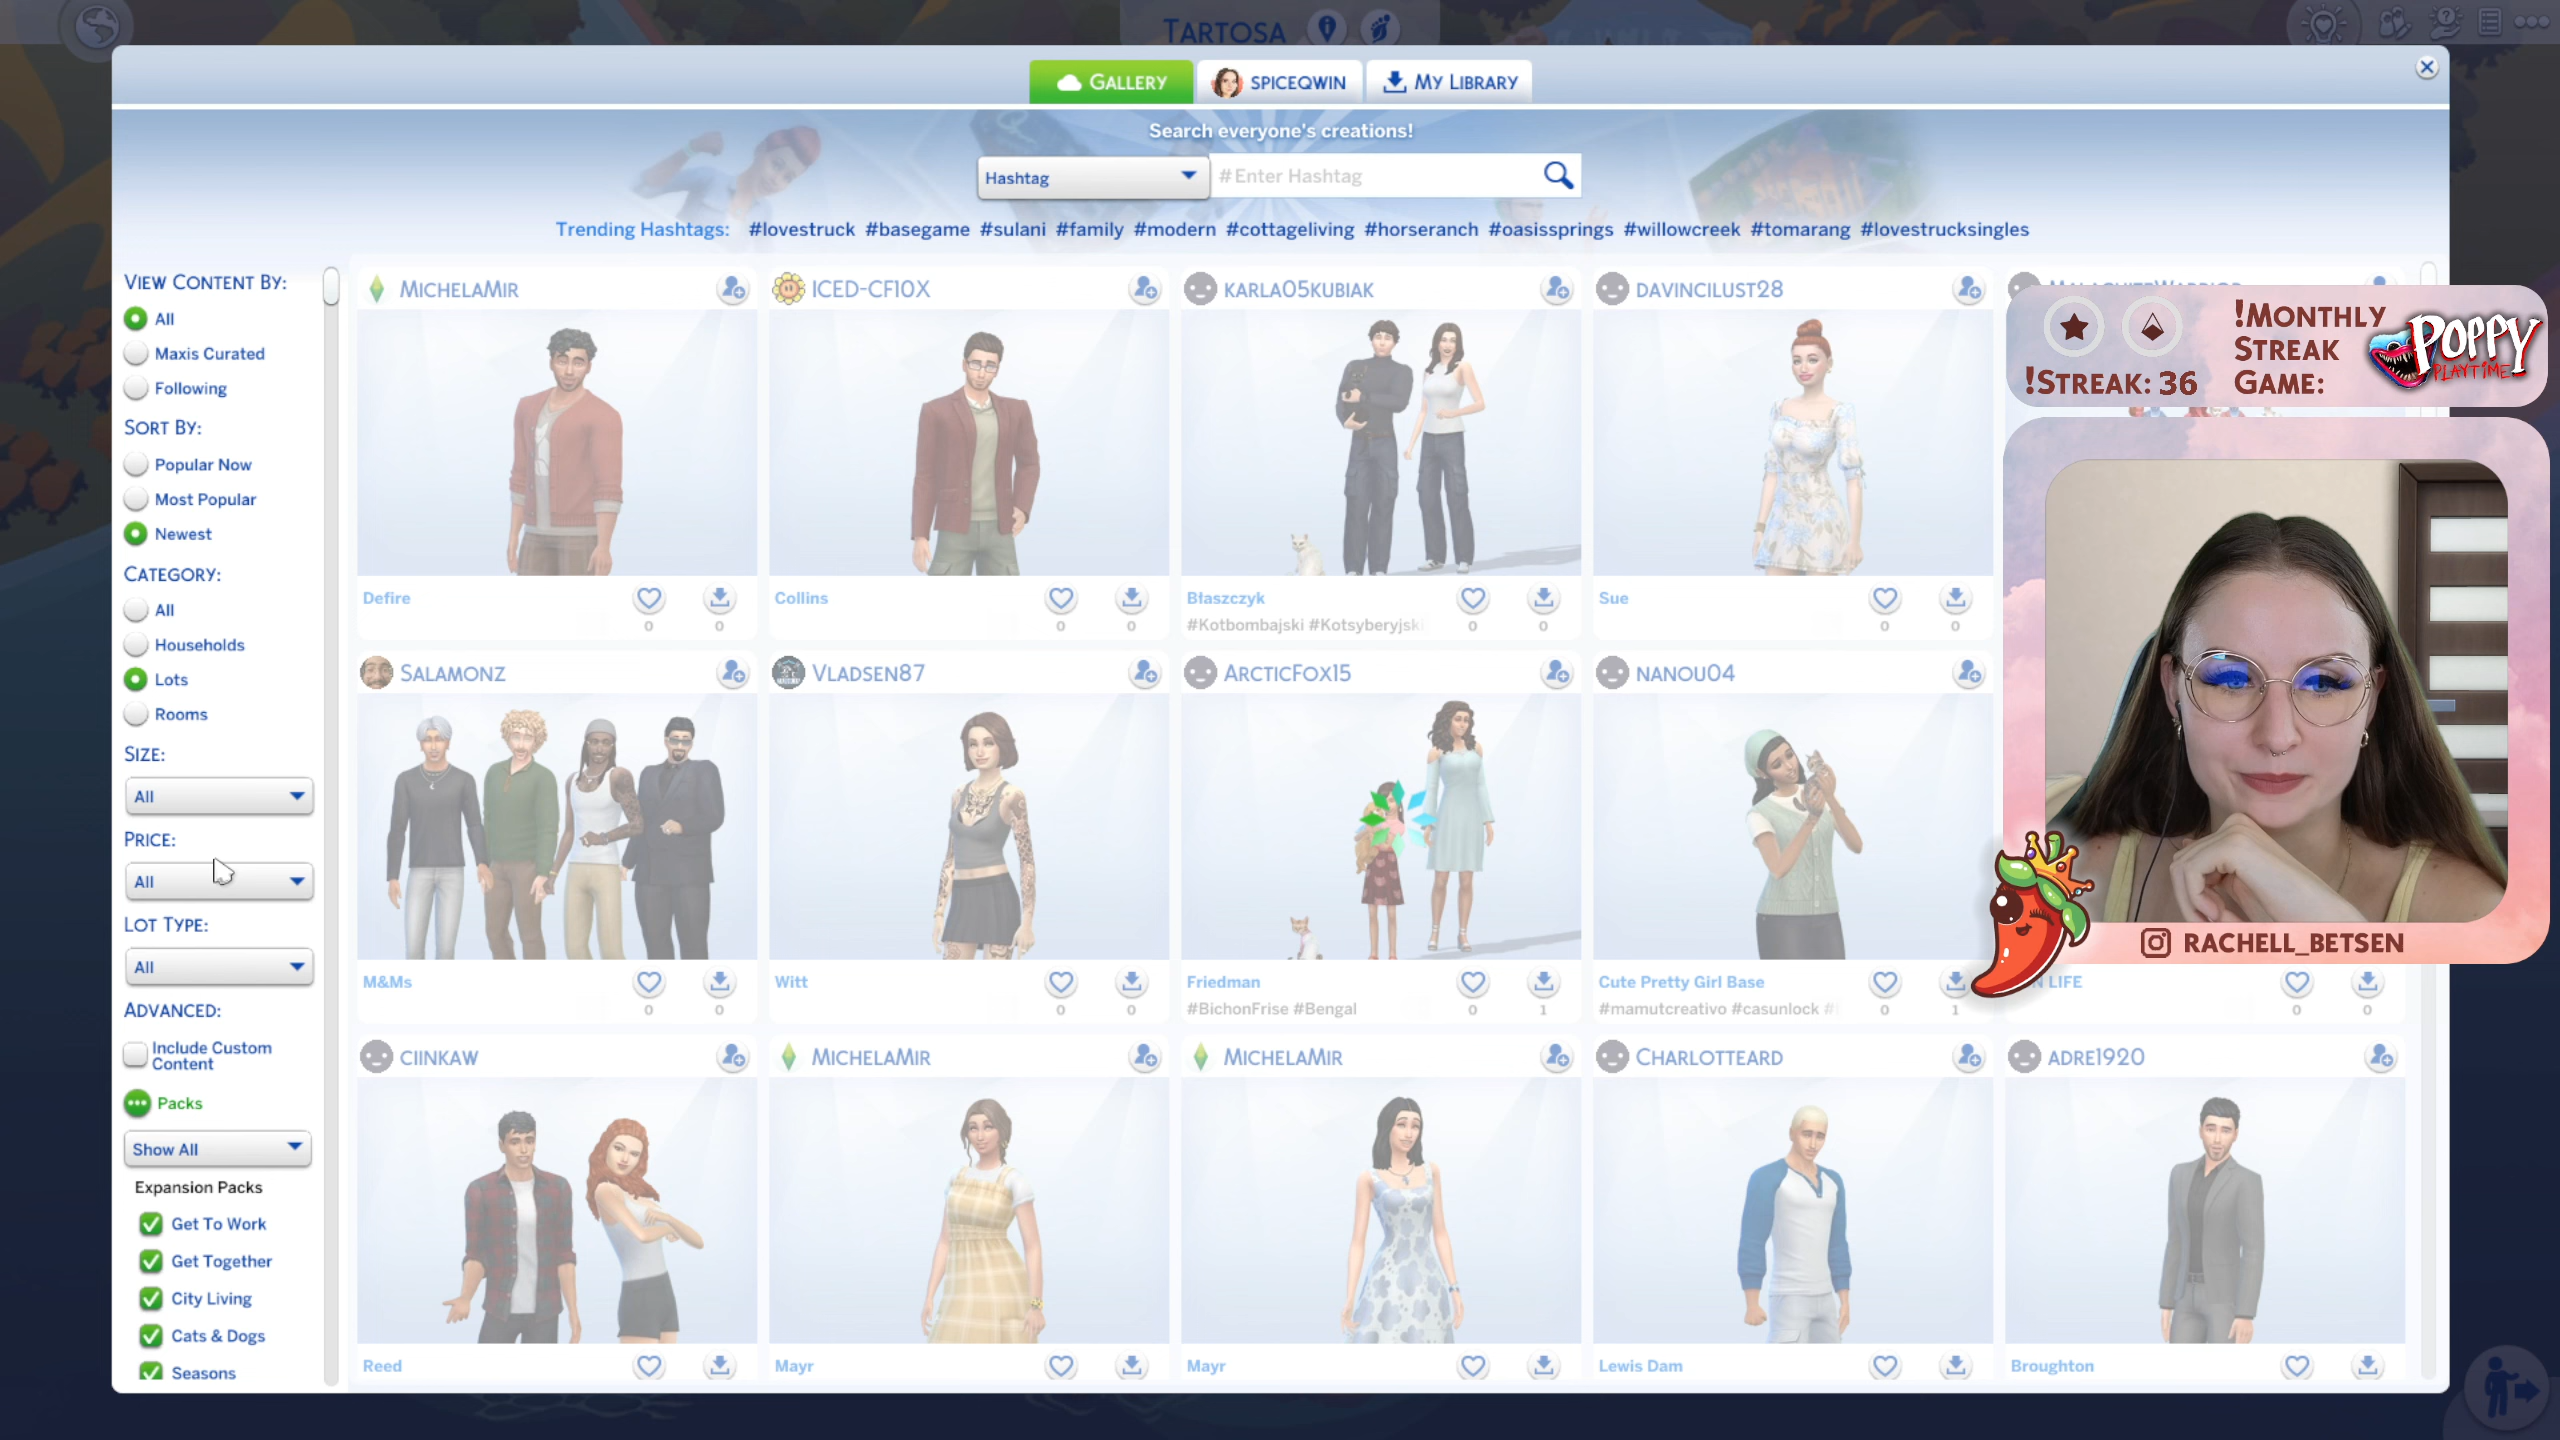 TARTOSA
GALLERY
SPICEQWIN
MY LIBRARY
Search everyone's creations!
Hashtag
#Enter Hashtag
Trending Hashtags: #lovestruck #basegame #sulani #family #modern #cottageliving #horseranch #oasissprings #willowcreek #tomarang #lovestrucksingles
VIEW CONTENT BY:
All
Maxis Curated
Following
SORT BY:
Popular Now
Most Popular
Newest
CATEGORY:
All
Households
Lots
Rooms
SIZE:
All
PRICE:
All
LOT TYPE:
All
ADVANCED:
Include Custom
Content
Packs
Show All
Expansion Packs
Get To Work
Get Together
City Living
Cats & Dogs
Seasons
MICHELAMIR
ICED-CF10X
KARLA05KUBIAK
DAVINCILUST28
Defire
0
0
Collins
0
0
Błaszczyk
#Kotbombajski #Kotsyberyjski
0
0
Sue
0
0
SALAMONZ
VLADSEN87
ARCTICFOX15
NANOU04
M&Ms
0
0
Witt
0
0
Friedman
#BichonFrise #Bengal
0
1
Cute Pretty Girl Base
#mamutcreativo #casunlock #
0
1
LIFE
0
0
CIINKAW
MICHELAMIR
MICHELAMIR
CHARLOTTEARD
ADRE1920
Reed
Mayr
Mayr
Lewis Dam
Broughton
!STREAK: 36
!MONTHLY
STREAK
GAME:
POPPY
PLAYTIME
RACHELL_BETSEN